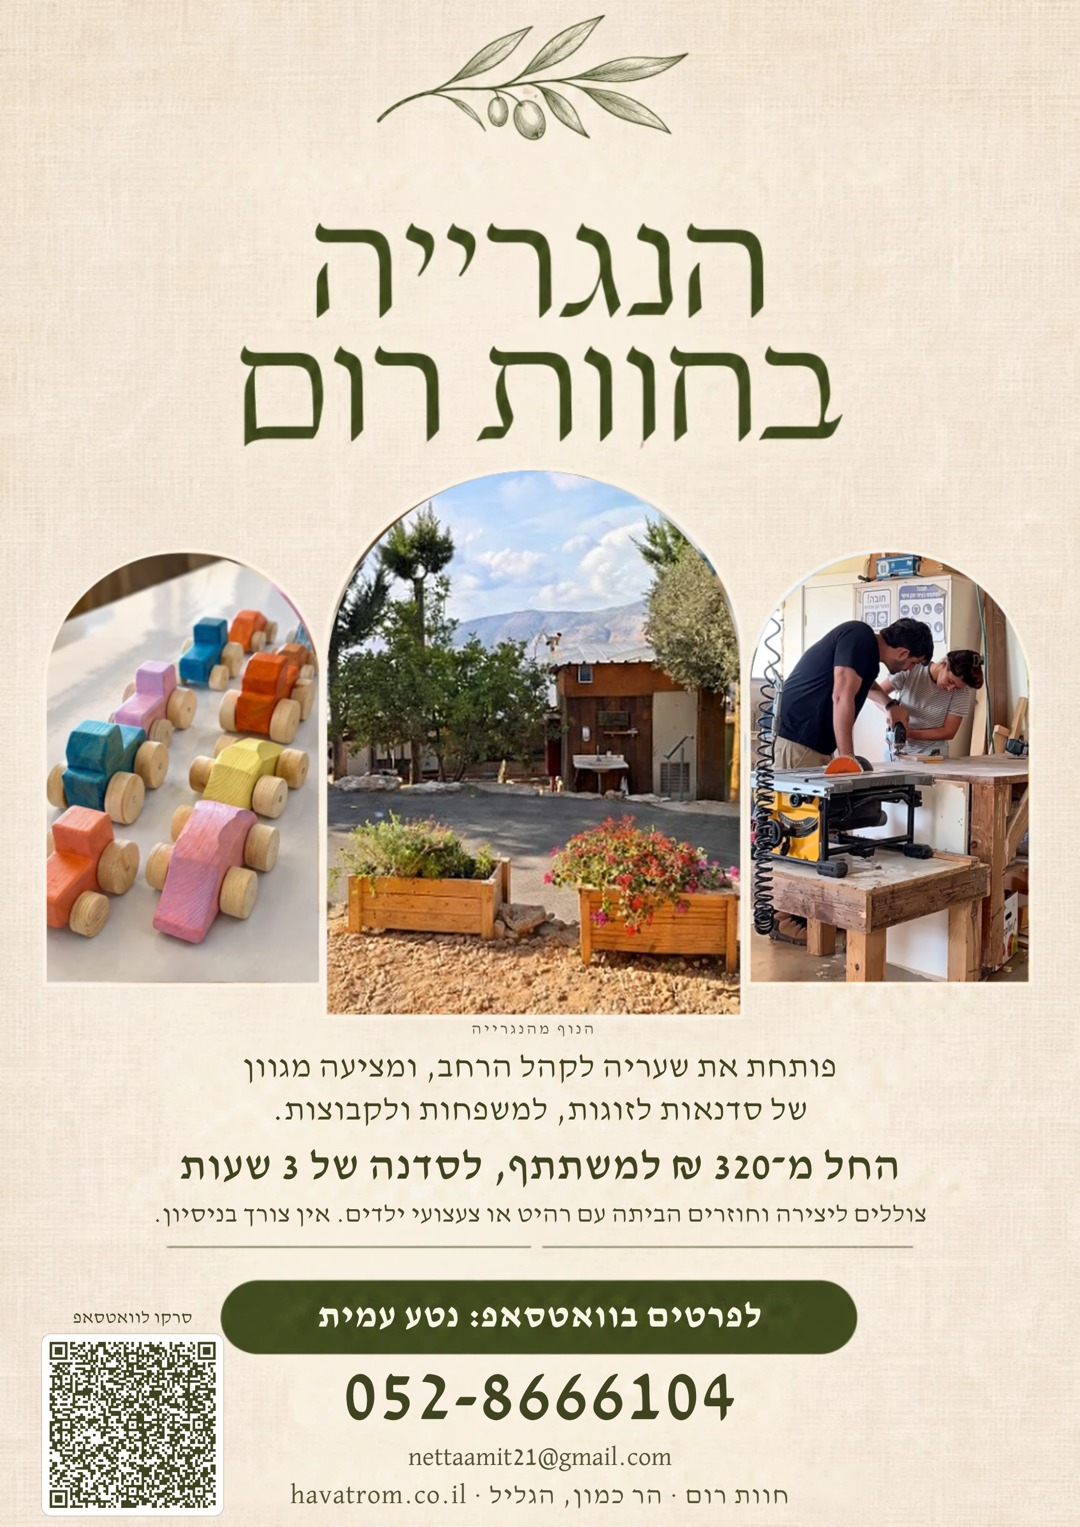 הנגרייה
בחוות רום
חובה!
הנוף מהנגרייה
פותחת את שעריה לקהל הרחב, ומציעה מגוון
של סדנאות לזוגות, למשפחות ולקבוצות.
החל מ־320 ₪ למשתתף, לסדנה של 3 שעות
צוללים ליצירה וחוזרים הביתה עם רהיט או צעצועי ילדים. אין צורך בניסיון.
לפרטים בוואטסאפ: נטע עמית
סרקו לוואטסאפ
052-8666104
nettaamit21@gmail.com
חוות רום · הר כמון, הגליל · havatrom.co.il